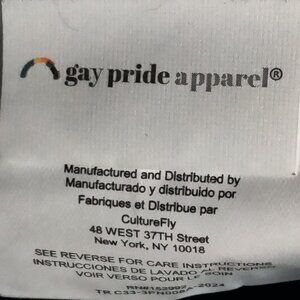 gay pride apparel®
Manufactured and Distributed by
Manufacturado y distribuido por
Fabriques et Distribue par
CultureFly
48 WEST 37TH Street
New York, NY 10018
SEE REVERSE FOR CARE INSTRUCTIONS
INSTRUCCIONES DE LAVADO AL REVERSO
VOIR VERSO POUR LE SOIN
2024